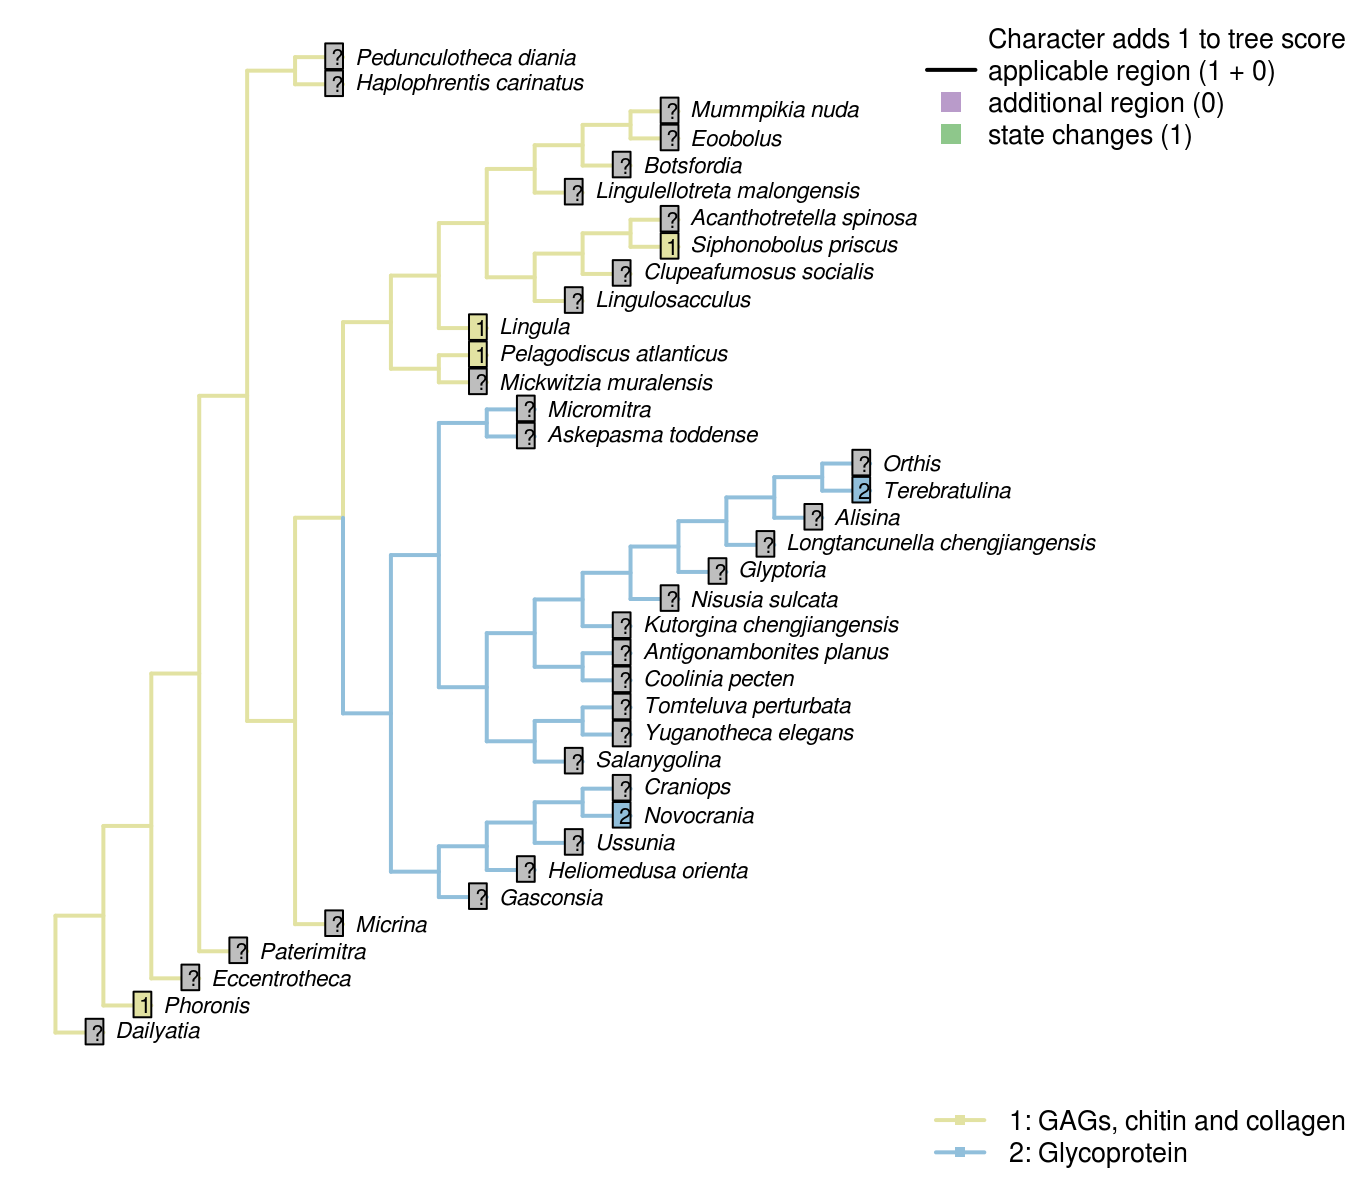 Character adds 1 to tree score
applicable region (1 + 0)
additional region (0)
state changes (1)
? Pedunculotheca diania
? Haplophrentis carinatus
? Mummpikia nuda
? Eoobolus
? Botsfordia
? Lingulellotreta malongensis
? Acanthotretella spinosa
1 Siphonobolus priscus
? Clupeafumosus socialis
? Lingulosacculus
1 Lingula
1 Pelagodiscus atlanticus
? Mickwitzia muralensis
? Micromitra
? Askepasma toddense
? Orthis
2 Terebratulina
? Alisina
? Longtancunella chengjiangensis
? Glyptoria
? Nisusia sulcata
? Kutorgina chengjiangensis
? Antigonambonites planus
? Coolinia pecten
? Tomteluva perturbata
? Yuganotheca elegans
? Salanygolina
? Craniops
2 Novocrania
? Ussunia
? Heliomedusa orienta
? Gasconsia
? Micrina
? Paterimitra
? Eccentrotheca
1 Phoronis
? Dailyatia
1: GAGs, chitin and collagen
2: Glycoprotein